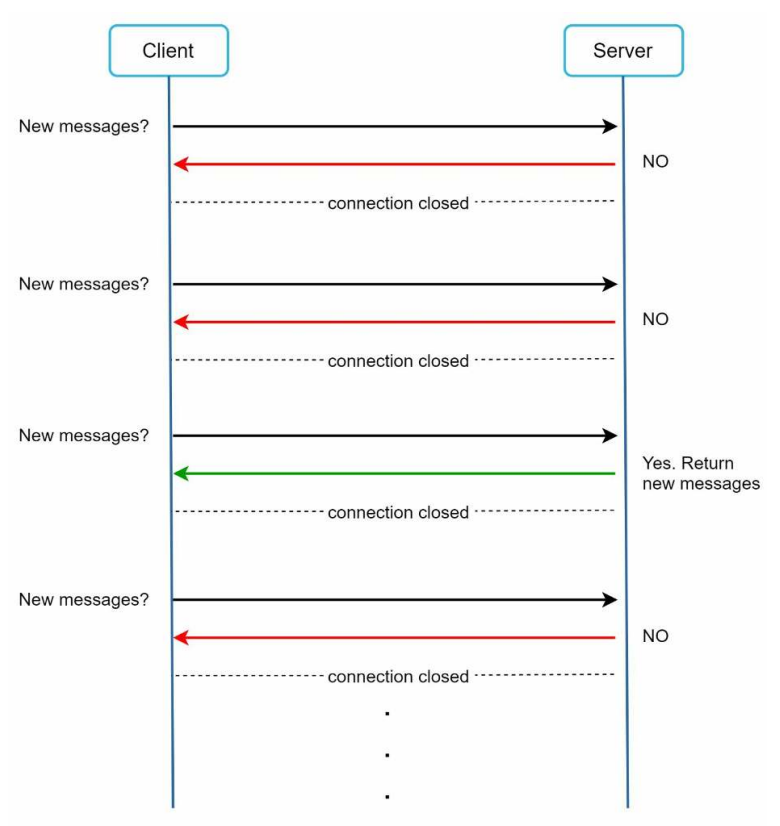 Client
Server
New messages?
NO
connection closed
New messages?
NO
connection closed
New messages?
Yes. Return
new messages
connection closed
New messages?
NO
connection closed